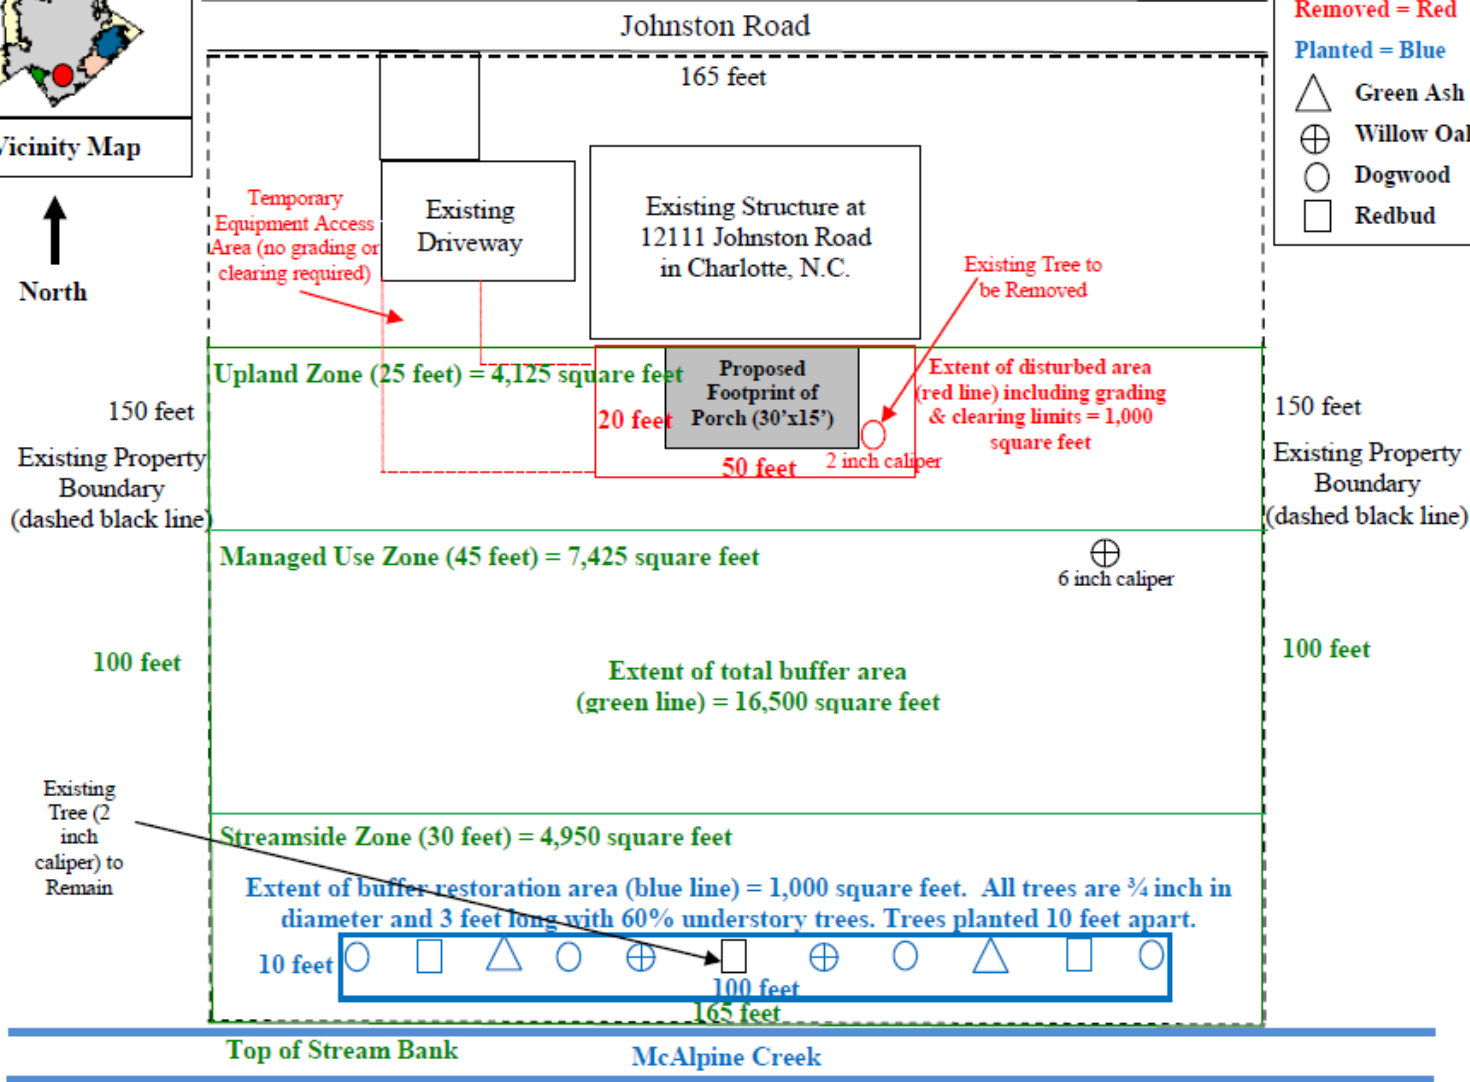 Johnston Road
165 feet
Removed = Red
Planted = Blue
Green Ash
Willow Oal
Dogwood
Redbud
Vicinity Map
North
Temporary
Equipment Access
Area (no grading or
clearing required)
Existing
Driveway
Existing Structure at
12111 Johnston Road
in Charlotte, N.C.
Existing Tree to
be Removed
Upland Zone (25 feet) = 4,125 square feet
Proposed
Footprint of
Porch (30'x15')
20 feet
50 feet
2 inch caliper
Extent of disturbed area
(red line) including grading
& clearing limits = 1,000
square feet
150 feet
Existing Property
Boundary
(dashed black line)
150 feet
Existing Property
Boundary
(dashed black line)
Managed Use Zone (45 feet) = 7,425 square feet
6 inch caliper
100 feet
Extent of total buffer area
(green line) = 16,500 square feet
100 feet
Existing
Tree (2
inch
caliper) to
Remain
Streamside Zone (30 feet) = 4,950 square feet
Extent of buffer restoration area (blue line) = 1,000 square feet.  All trees are ¾ inch in
diameter and 3 feet long with 60% understory trees. Trees planted 10 feet apart.
10 feet
100 feet
165 feet
Top of Stream Bank
McAlpine Creek